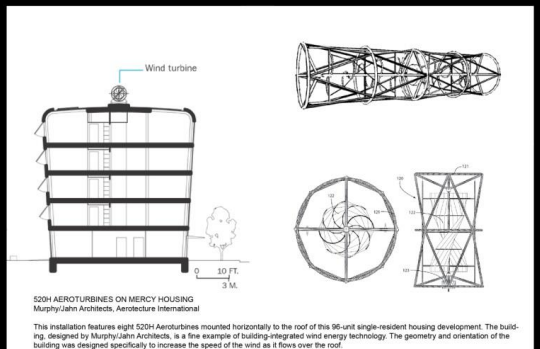 Wind turbine
0 10 FT.
3 M.
121
122
123
520H AEROTURBINES ON MERCY HOUSING
Murphy/Jahn Architects, Aerotecture International
This installation features eight 520H Aeroturbines mounted horizontally to the roof of this 96-unit single-resident housing development. The build-
ing, designed by Murphy/Jahn Architects, is a fine example of building-integrated wind energy technology. The geometry and orientation of the
building was designed specifically to increase the speed of the wind as it flows over the roof.